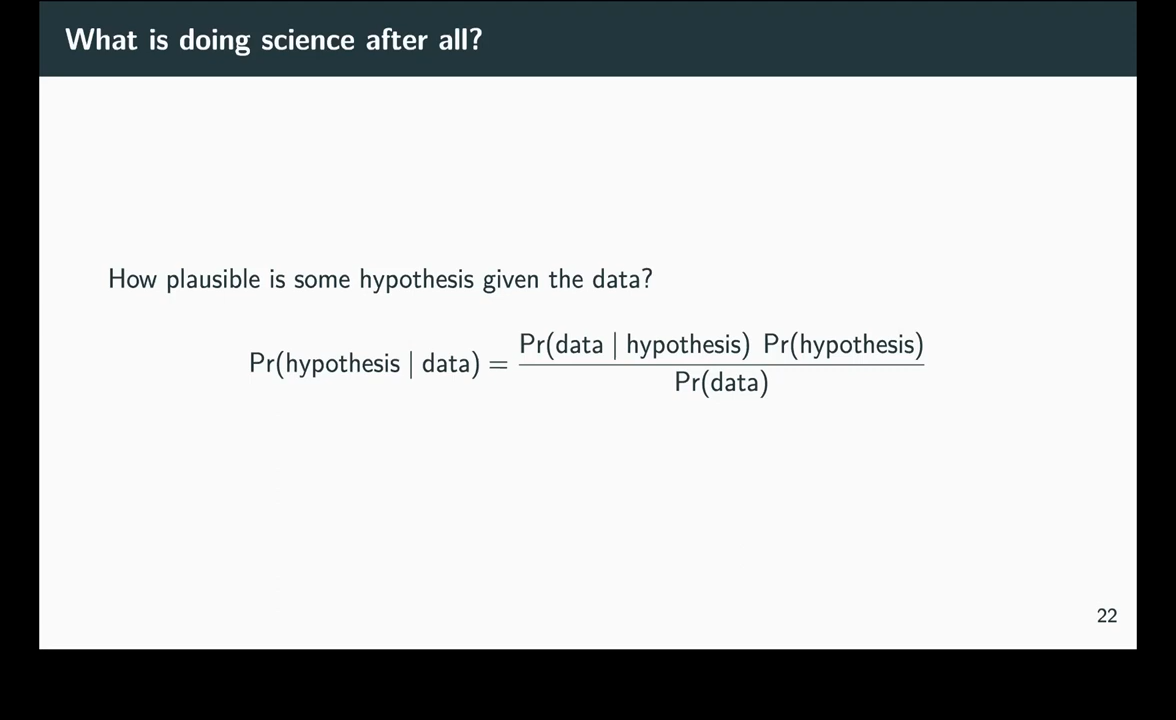 What is doing science after all?
How plausible is some hypothesis given the data?
Pr(hypothesis | data) = Pr(data | hypothesis) Pr(hypothesis)
Pr(data)
22